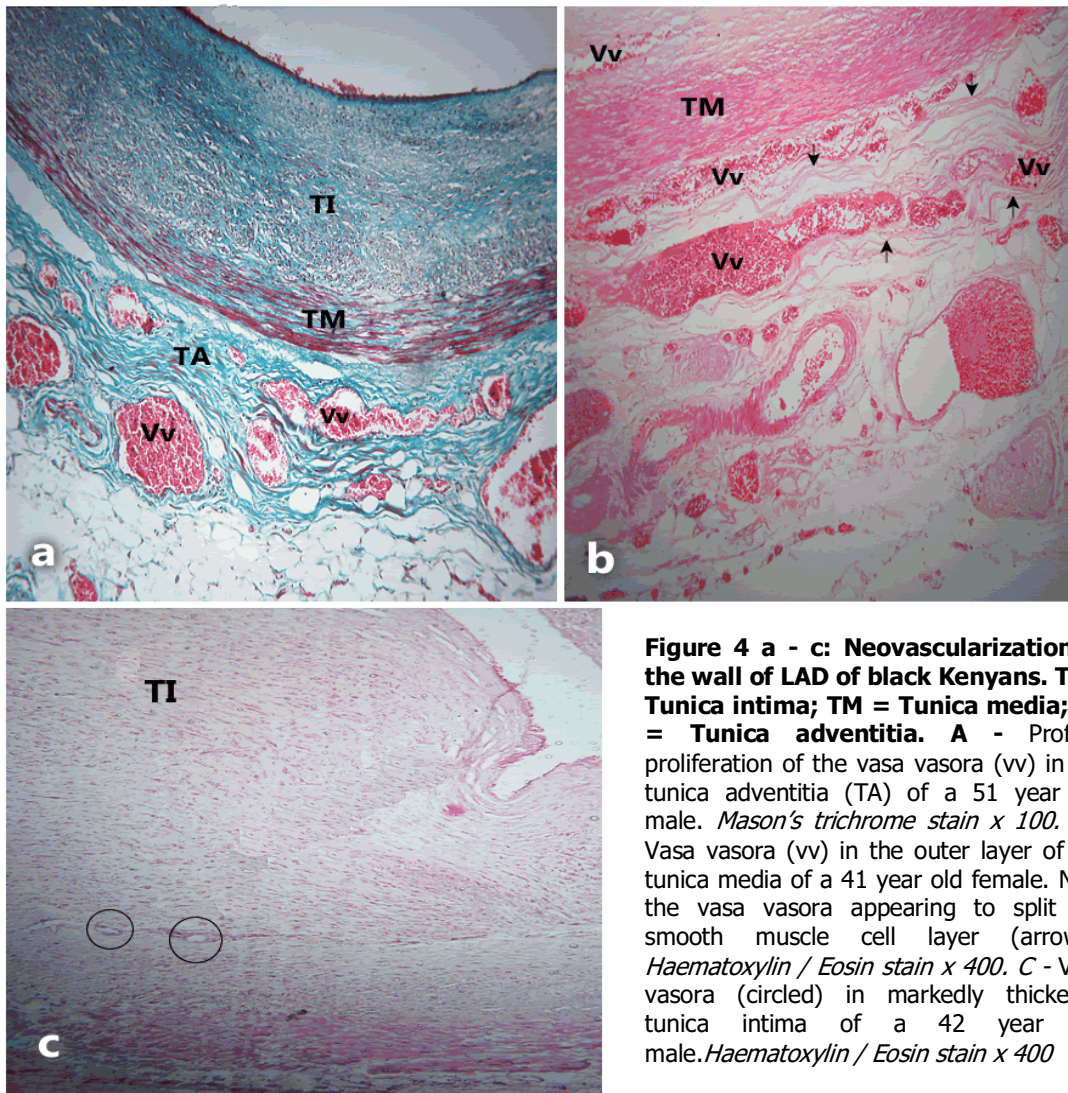 TI
TM
TA
Vv
Vv
a
Vv
TM
Vv
Vv
Vv
b
TI
c
Figure 4 a - c: Neovascularization
the wall of LAD of black Kenyans. T
Tunica intima; TM = Tunica media;
= Tunica adventitia. A - Prof
proliferation of the vasa vasora (vv) in
tunica adventitia (TA) of a 51 year
male. Mason's trichrome stain x 100.
Vasa vasora (vv) in the outer layer of
tunica media of a 41 year old female. N
the vasa vasora appearing to split
smooth muscle cell layer (arrow
Haematoxylin / Eosin stain x 400. C - V
vasora (circled) in markedly thicke
tunica intima of a 42 year
male.Haematoxylin / Eosin stain x 400